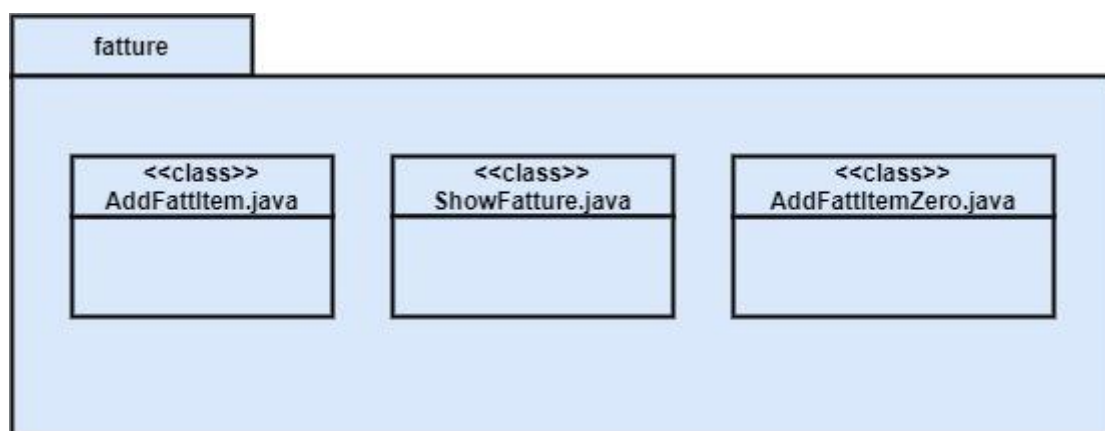 fatture
<<class>>
AddFattItem.java
<<class>>
ShowFatture.java
<<class>>
AddFattItemZero.java